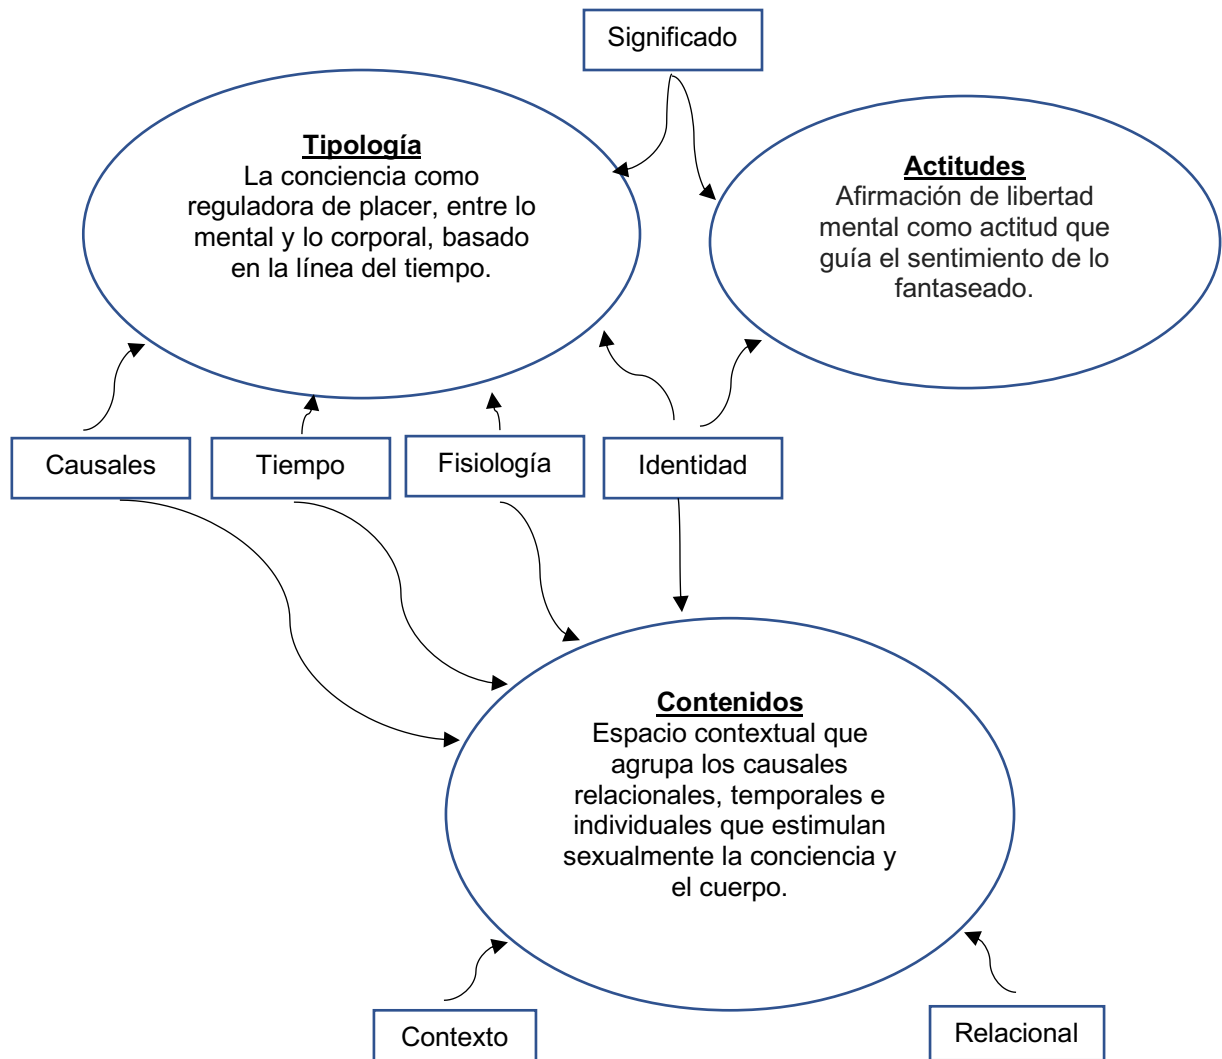 Significado
Tipología
La conciencia como
reguladora de placer, entre lo
mental y lo corporal, basado
en la línea del tiempo.
Actitudes
Afirmación de libertad
mental como actitud que
guía el sentimiento de lo
fantaseado.
Causales
Tiempo
Fisiología
Identidad
Contenidos
Espacio contextual que
agrupa los causales
relacionales, temporales e
individuales que estimulan
sexualmente la conciencia y
el cuerpo.
Contexto
Relacional